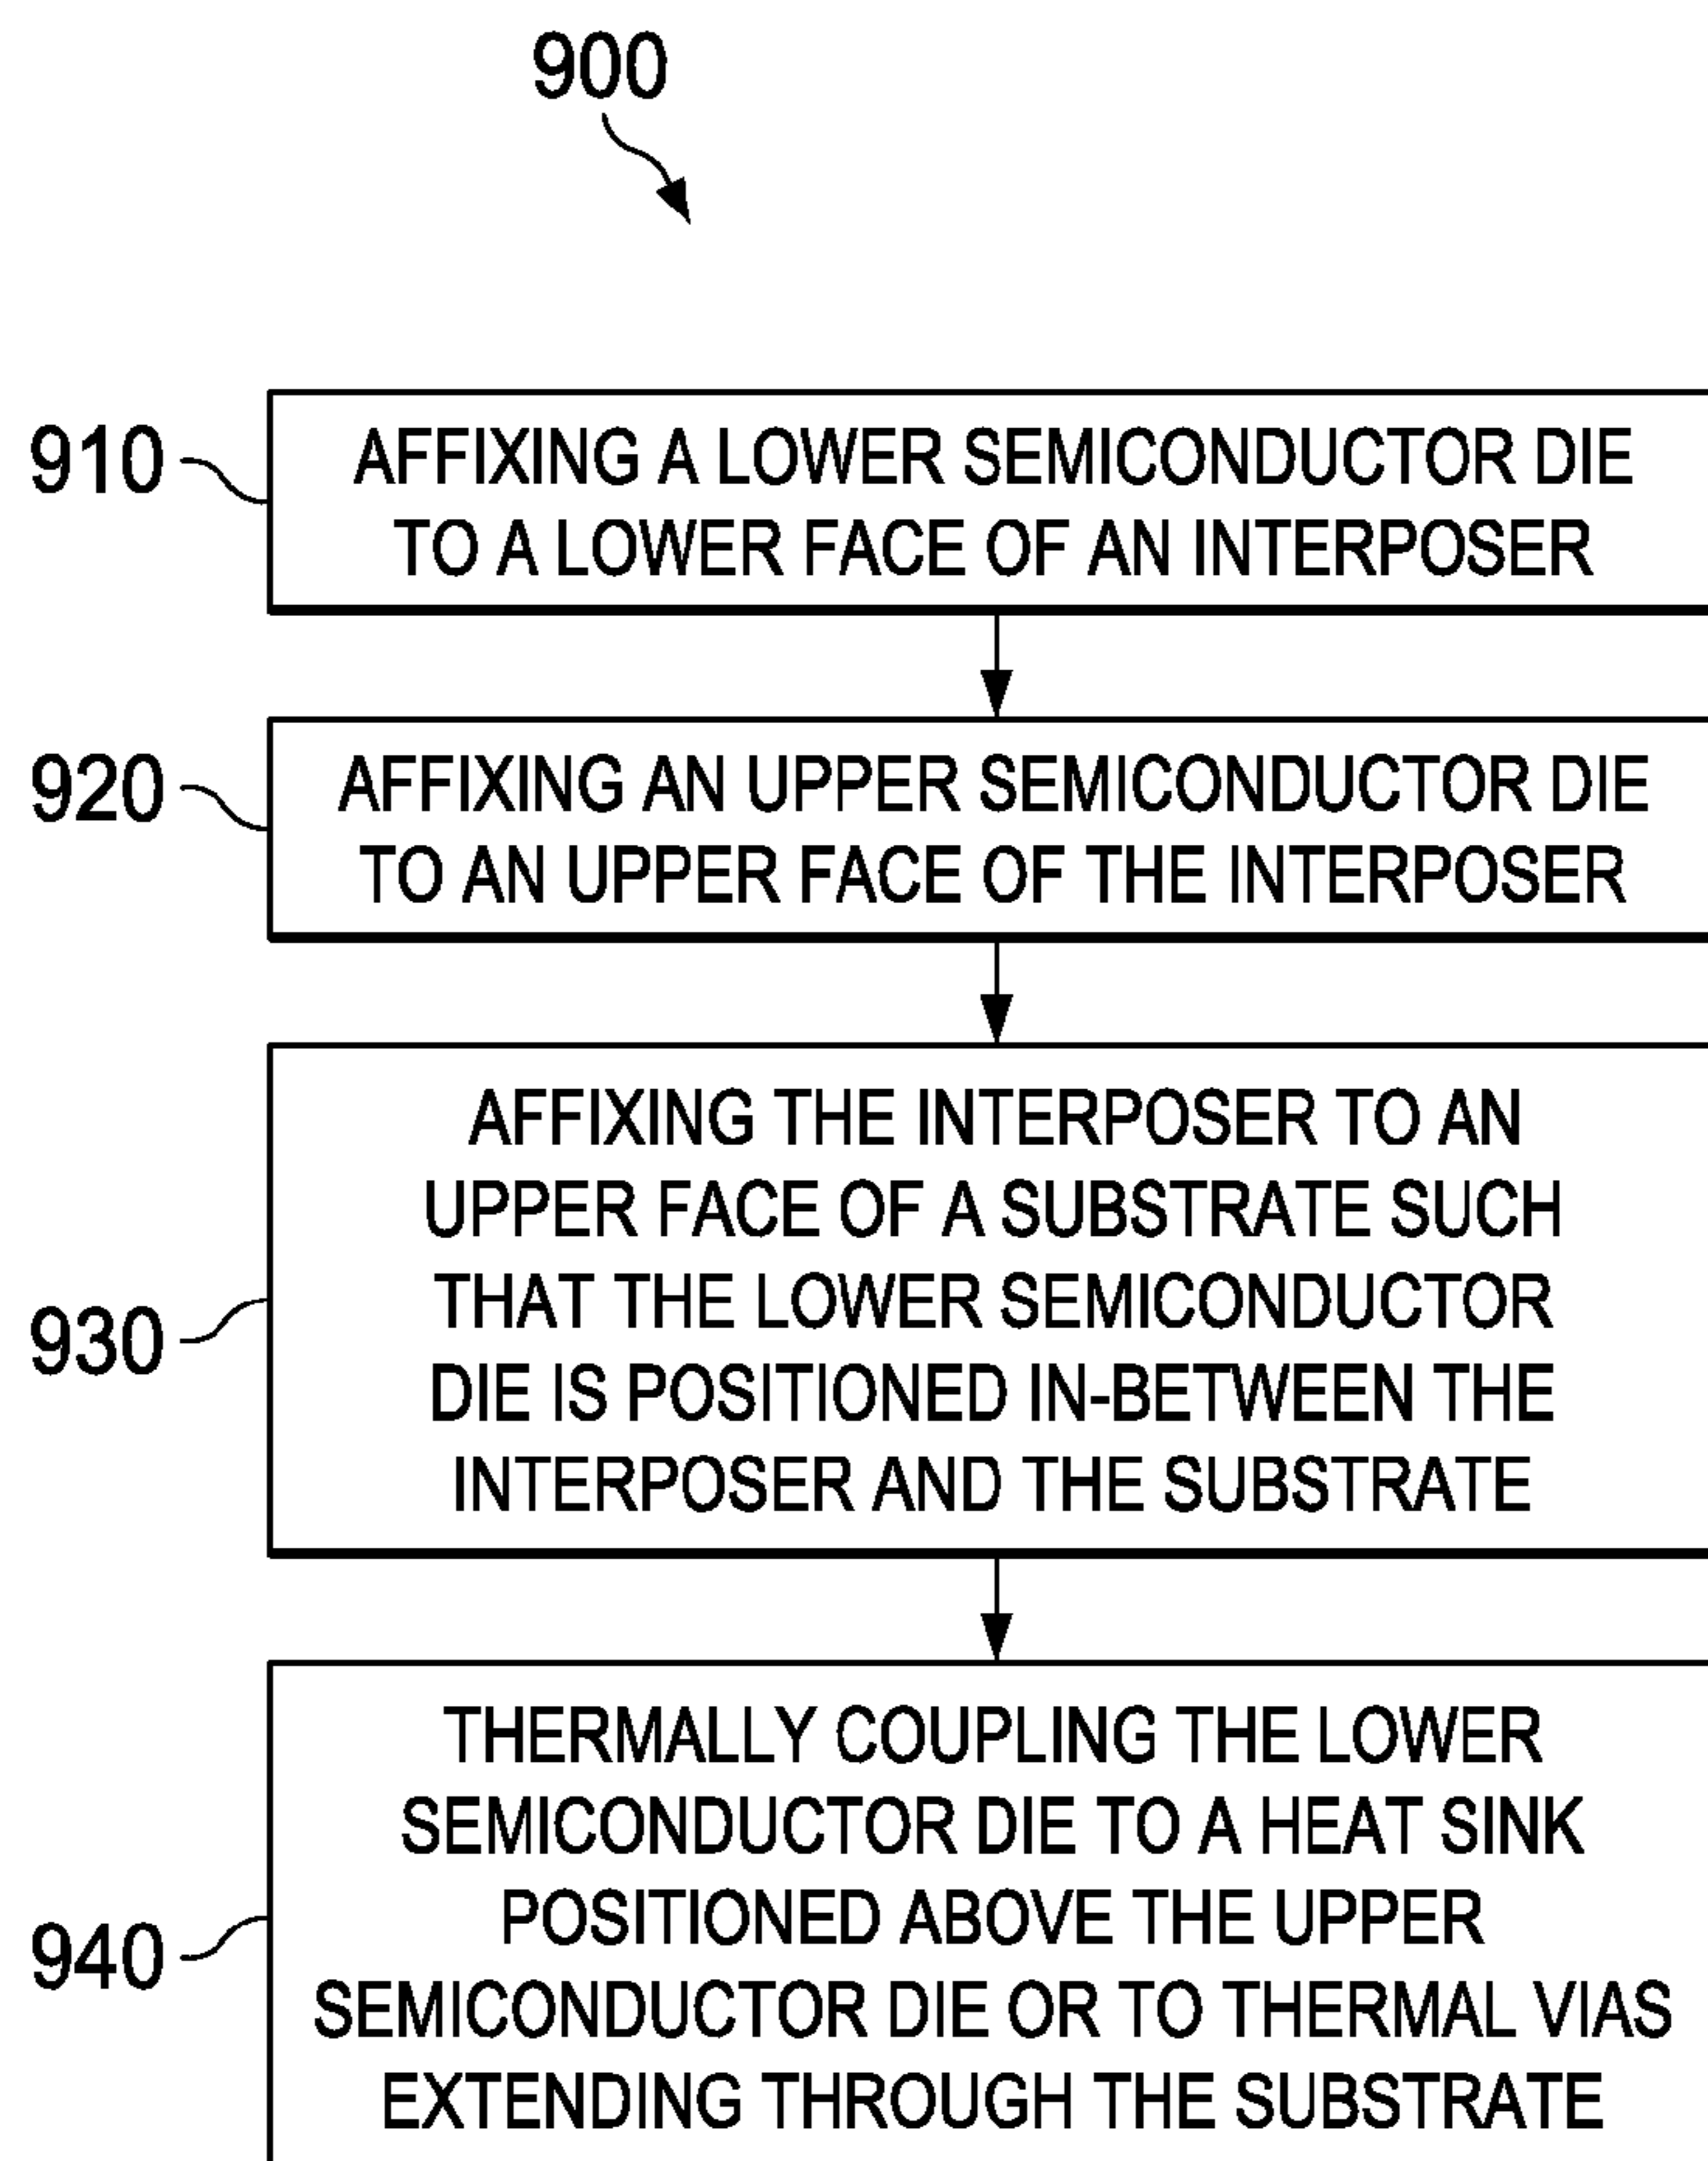 900
910
AFFIXING A LOWER SEMICONDUCTOR DIE
TO A LOWER FACE OF AN INTERPOSER
920
AFFIXING AN UPPER SEMICONDUCTOR DIE
TO AN UPPER FACE OF THE INTERPOSER
930
AFFIXING THE INTERPOSER TO AN
UPPER FACE OF A SUBSTRATE SUCH
THAT THE LOWER SEMICONDUCTOR
DIE IS POSITIONED IN-BETWEEN THE
INTERPOSER AND THE SUBSTRATE
940
THERMALLY COUPLING THE LOWER
SEMICONDUCTOR DIE TO A HEAT SINK
POSITIONED ABOVE THE UPPER
SEMICONDUCTOR DIE OR TO THERMAL VIAS
EXTENDING THROUGH THE SUBSTRATE